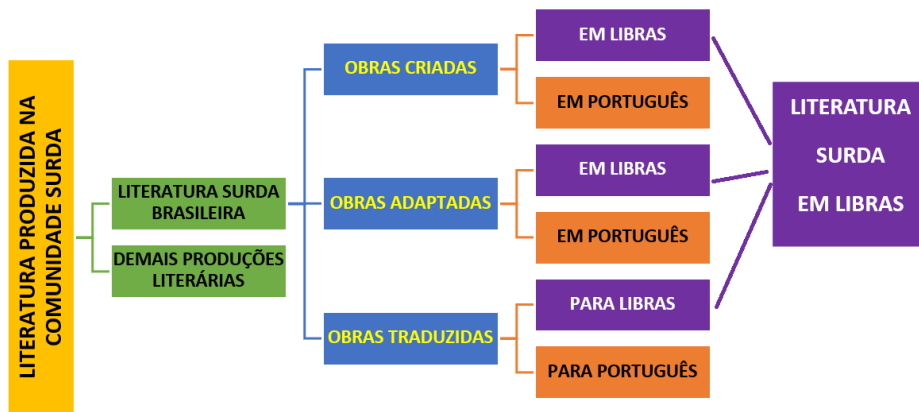 LITERATURA PRODUZIDA NA
COMUNIDADE SURDA
LITERATURA SURDA
BRASILEIRA
DEMAIS PRODUÇÕES
LITERÁRIAS
OBRAS CRIADAS
OBRAS ADAPTADAS
OBRAS TRADUZIDAS
EM LIBRAS
EM PORTUGUÊS
EM LIBRAS
EM PORTUGUÊS
PARA LIBRAS
PARA PORTUGUÊS
LITERATURA
SURDA
EM LIBRAS